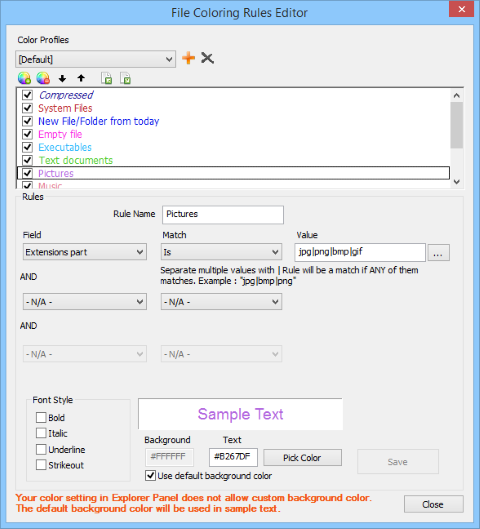 File Coloring Rules Editor
Color Profiles
[Default]
Compressed
System Files
New File/Folder from today
Empty file
Executables
Text documents
Pictures
Music
Rules
Rule Name Pictures
Field Match Value
Extensions part Is jpg|png|bmp|gif ...
AND Separate multiple values with | Rule will be a match if ANY of them
matches. Example : "jpg|bmp|png"
- N/A - - N/A -
AND
- N/A - - N/A -
Font Style
Bold
Italic
Underline
Strikeout
Sample Text
Background Text
#FFFFFF #B267DF Pick Color Save
Use default background color
Your color setting in Explorer Panel does not allow custom background color.
The default background color will be used in sample text.
Close